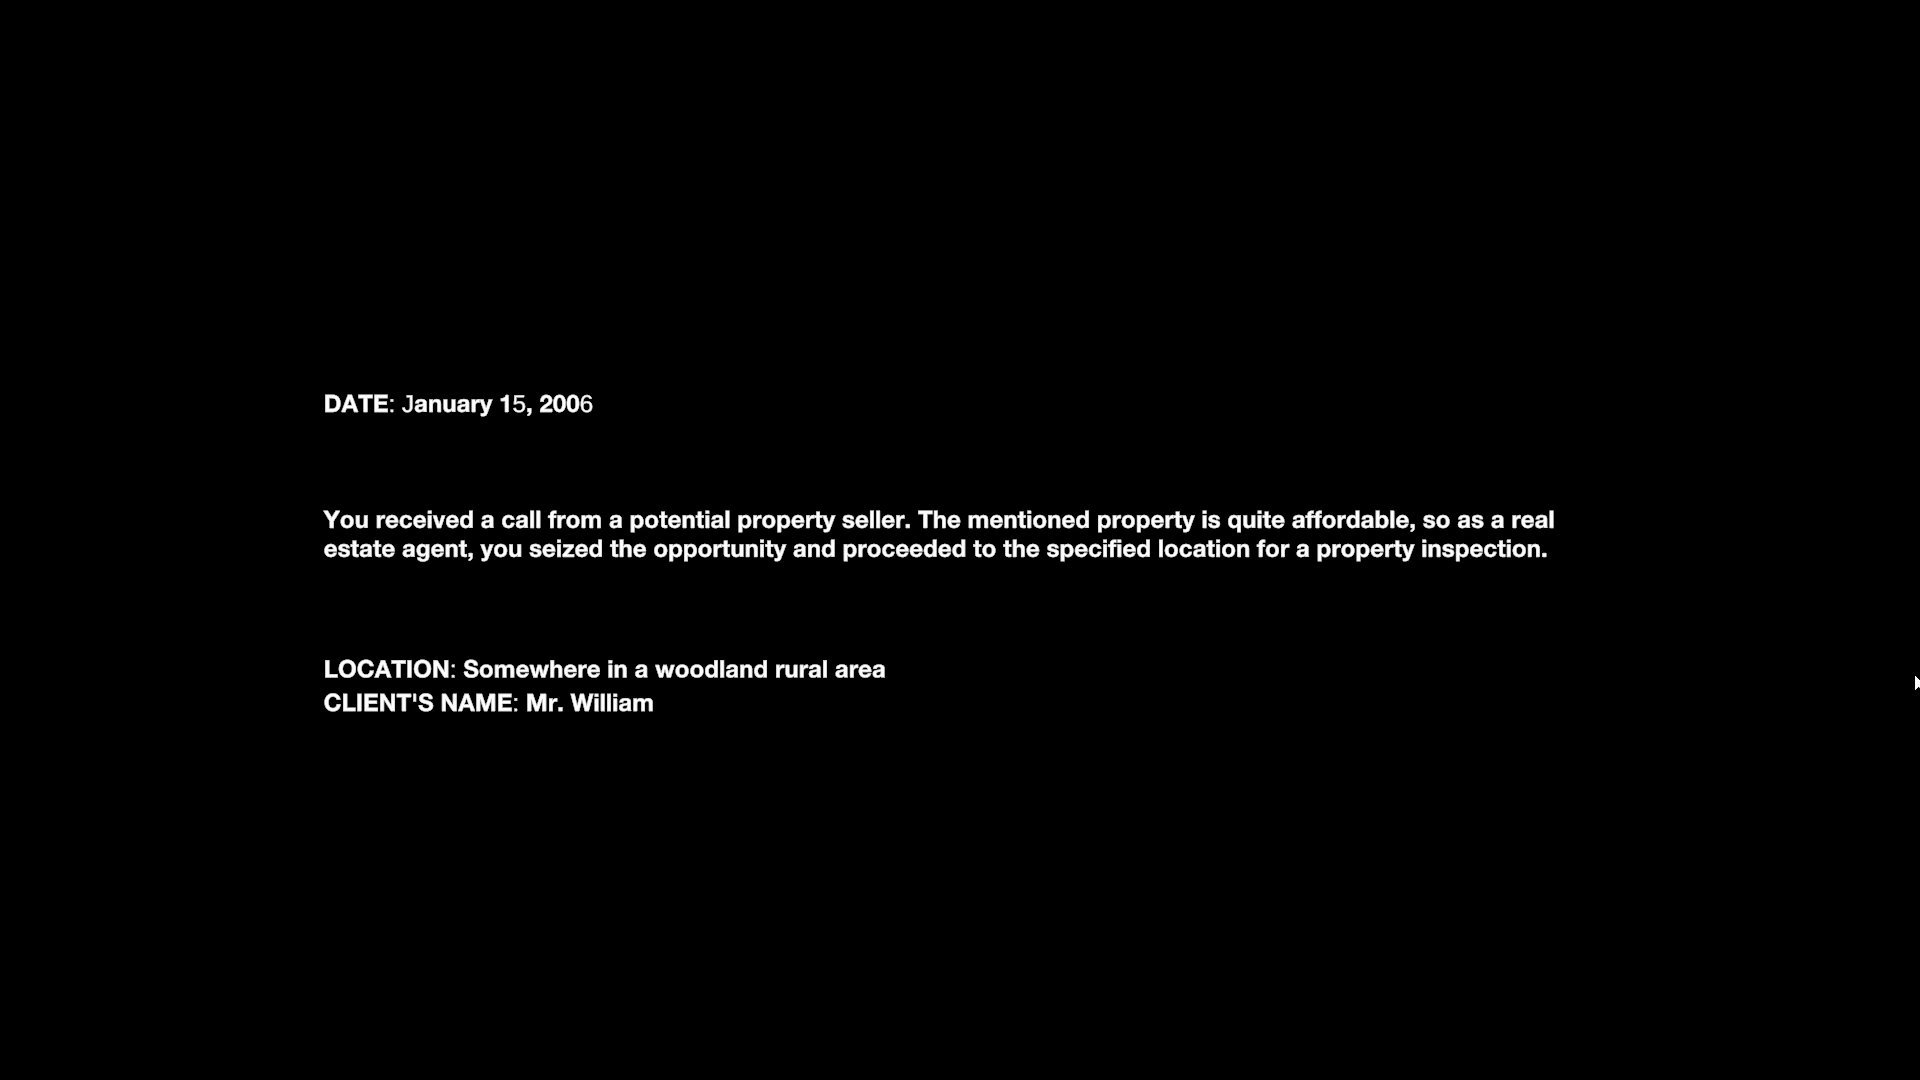 DATE: January 15, 2006
You received a call from a potential property seller. The mentioned property is quite affordable, so as a real
estate agent, you seized the opportunity and proceeded to the specified location for a property inspection.
LOCATION: Somewhere in a woodland rural area
CLIENT'S NAME: Mr. William